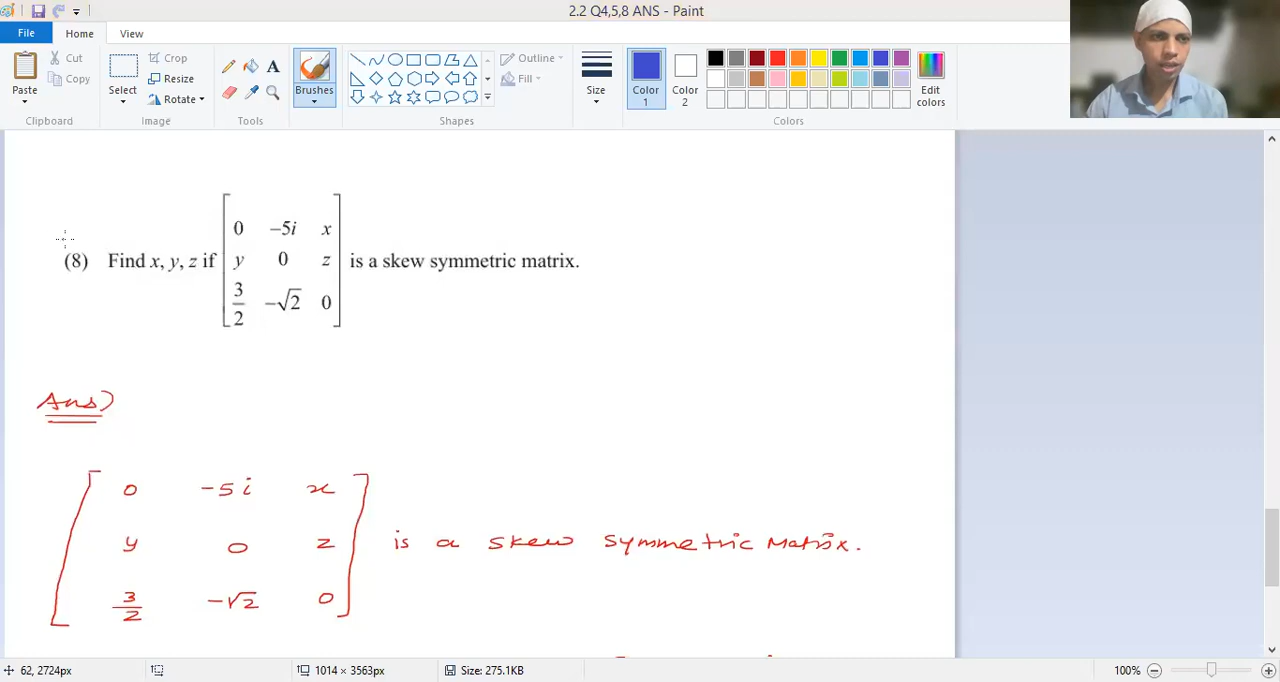 2.2 Q4,5,8 ANS - Paint
File Home View
Cut
Copy
Paste
Clipboard
Select
Crop
Resize
Rotate
Image
A
Tools
Brushes
Shapes
Outline
Fill
Size
Color 1
Color 2
Edit colors
Colors
(8) Find x, y, z if
0 −5i x
y 0 z
3/2 −√2 0
is a skew symmetric matrix.
Ans)
0 -5i x
y 0 z
3/2 -√2 0
is a skew symmetric Matrix.
62, 2724px
1014 × 3563px
Size: 275.1KB
100%